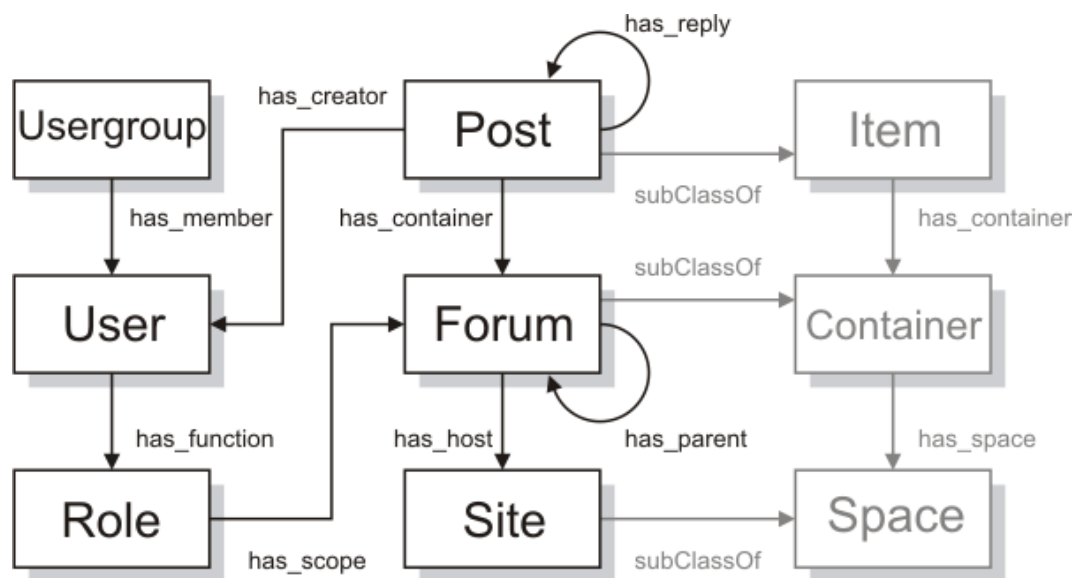 has_reply
has_creator
Usergroup
Post
Item
subClassOf
has_member
has_container
has_container
subClassOf
User
Forum
Container
has_function
has_host
has_parent
has_space
Role
Site
Space
has_scope
subClassOf